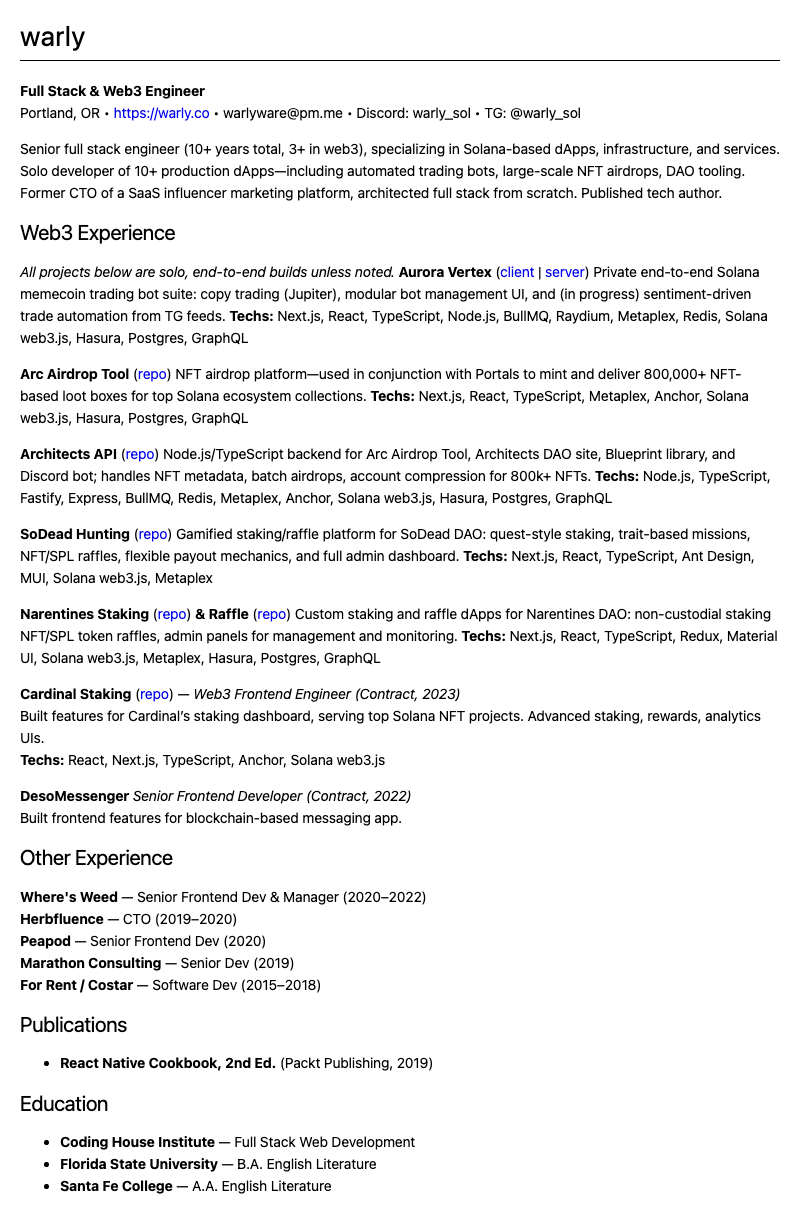 warly
Full Stack & Web3 Engineer
Portland, OR • https://warly.co • warlyware@pm.me • Discord: warly_sol • TG: @warly_sol
Senior full stack engineer (10+ years total, 3+ in web3), specializing in Solana-based dApps, infrastructure, and services.
Solo developer of 10+ production dApps—including automated trading bots, large-scale NFT airdrops, DAO tooling.
Former CTO of a SaaS influencer marketing platform, architected full stack from scratch. Published tech author.
Web3 Experience
All projects below are solo, end-to-end builds unless noted. Aurora Vertex (client | server) Private end-to-end Solana
memecoin trading bot suite: copy trading (Jupiter), modular bot management UI, and (in progress) sentiment-driven
trade automation from TG feeds. Techs: Next.js, React, TypeScript, Node.js, BullMQ, Raydium, Metaplex, Redis, Solana
web3.js, Hasura, Postgres, GraphQL
Arc Airdrop Tool (repo) NFT airdrop platform—used in conjunction with Portals to mint and deliver 800,000+ NFT-
based loot boxes for top Solana ecosystem collections. Techs: Next.js, React, TypeScript, Metaplex, Anchor, Solana
web3.js, Hasura, Postgres, GraphQL
Architects API (repo) Node.js/TypeScript backend for Arc Airdrop Tool, Architects DAO site, Blueprint library, and
Discord bot; handles NFT metadata, batch airdrops, account compression for 800k+ NFTs. Techs: Node.js, TypeScript,
Fastify, Express, BullMQ, Redis, Metaplex, Anchor, Solana web3.js, Hasura, Postgres, GraphQL
SoDead Hunting (repo) Gamified staking/raffle platform for SoDead DAO: quest-style staking, trait-based missions,
NFT/SPL raffles, flexible payout mechanics, and full admin dashboard. Techs: Next.js, React, TypeScript, Ant Design,
MUI, Solana web3.js, Metaplex
Narentines Staking (repo) & Raffle (repo) Custom staking and raffle dApps for Narentines DAO: non-custodial staking
NFT/SPL token raffles, admin panels for management and monitoring. Techs: Next.js, React, TypeScript, Redux, Material
UI, Solana web3.js, Metaplex, Hasura, Postgres, GraphQL
Cardinal Staking (repo) — Web3 Frontend Engineer (Contract, 2023)
Built features for Cardinal’s staking dashboard, serving top Solana NFT projects. Advanced staking, rewards, analytics
UIs.
Techs: React, Next.js, TypeScript, Anchor, Solana web3.js
DesoMessenger Senior Frontend Developer (Contract, 2022)
Built frontend features for blockchain-based messaging app.
Other Experience
Where's Weed — Senior Frontend Dev & Manager (2020–2022)
Herbfluence — CTO (2019–2020)
Peapod — Senior Frontend Dev (2020)
Marathon Consulting — Senior Dev (2019)
For Rent / Costar — Software Dev (2015–2018)
Publications
• React Native Cookbook, 2nd Ed. (Packt Publishing, 2019)
Education
• Coding House Institute — Full Stack Web Development
• Florida State University — B.A. English Literature
• Santa Fe College — A.A. English Literature